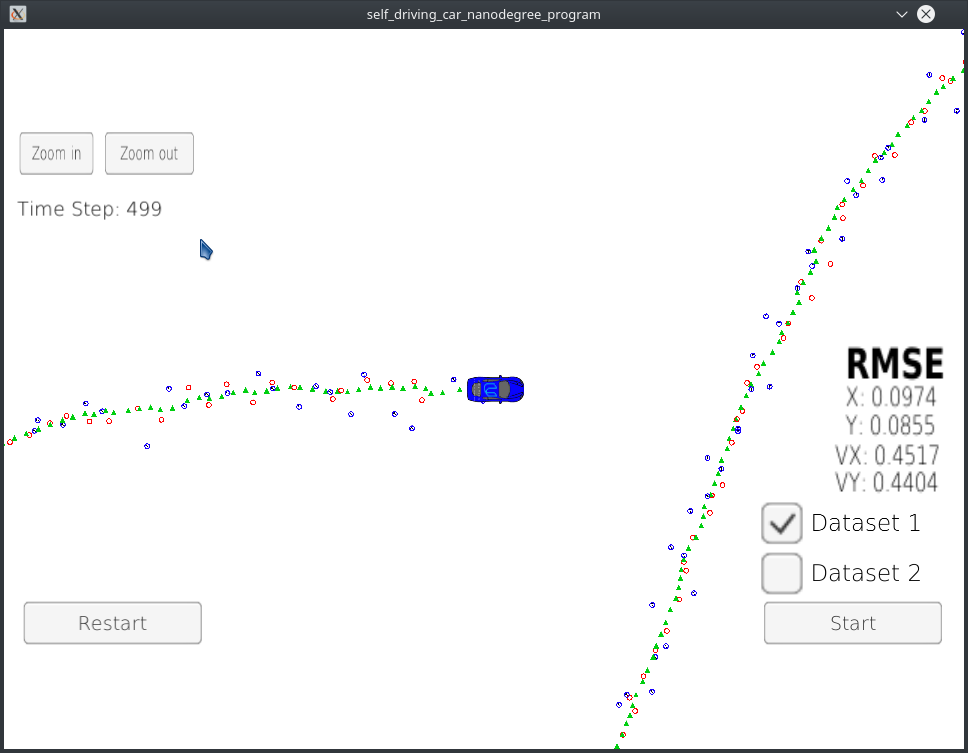 self_driving_car_nanodegree_program
Zoom in
Zoom out
Time Step: 499
RMSE
X: 0.0974
Y: 0.0855
VX: 0.4517
VY: 0.4404
Dataset 1
Dataset 2
Restart
Start